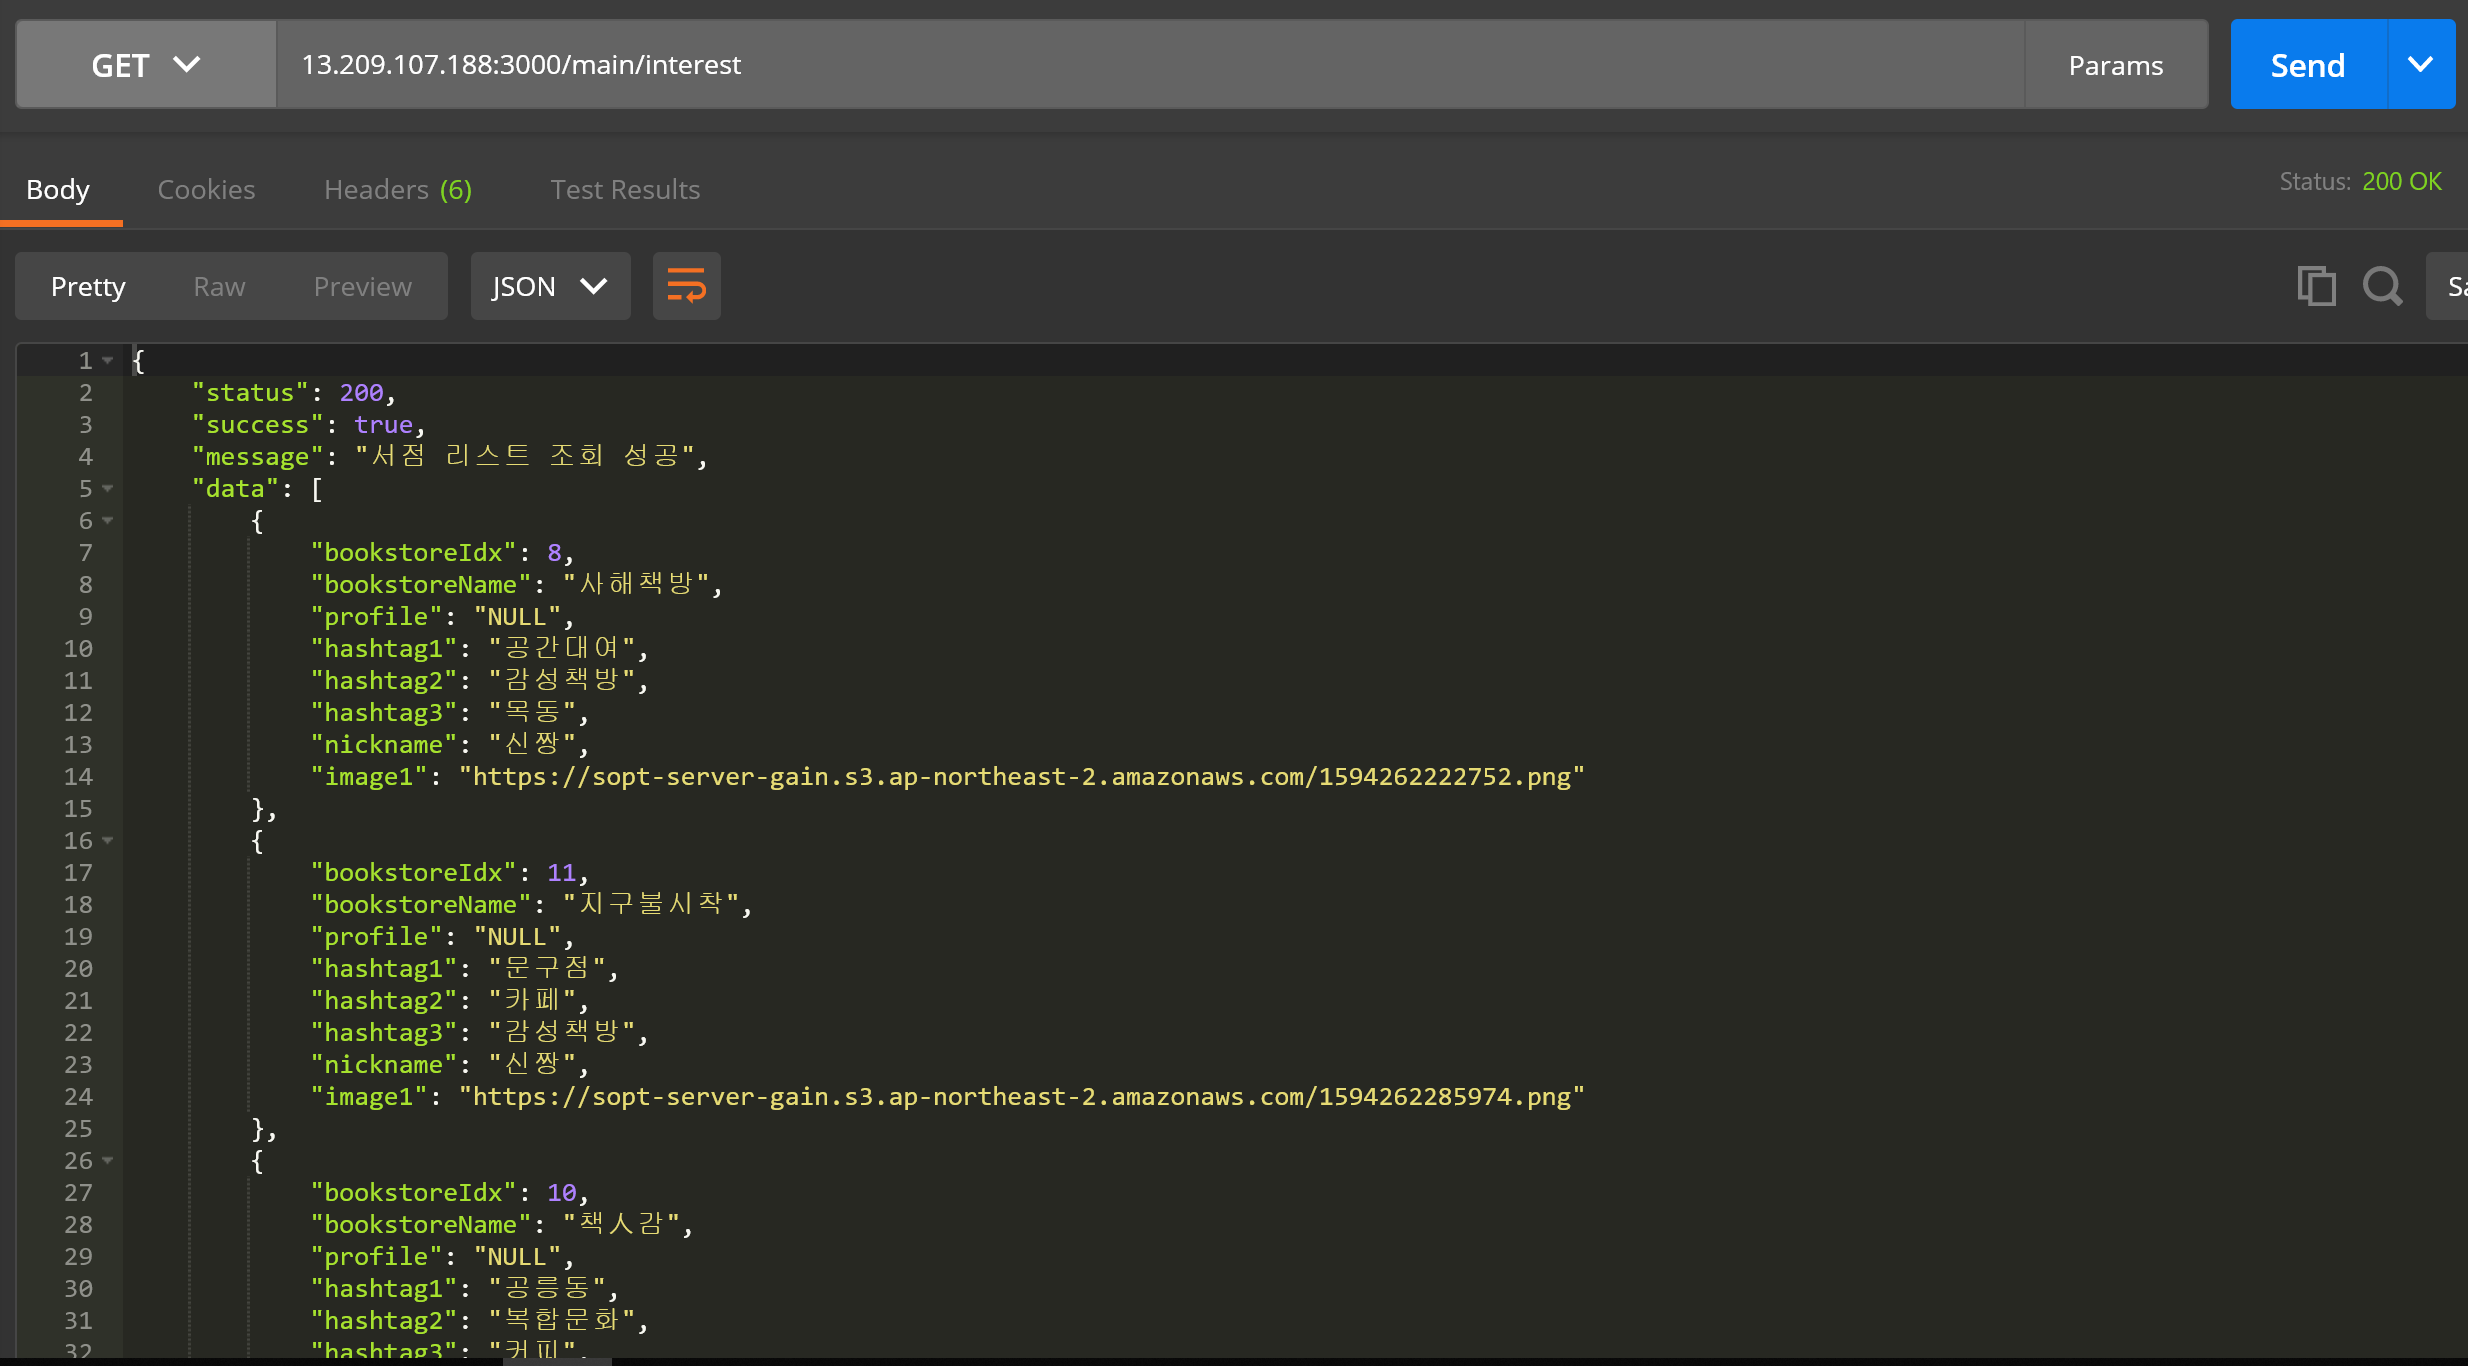 GET 13.209.107.188:3000/main/interest Params Send
Body Cookies Headers (6) Test Results Status: 200 OK
Pretty Raw Preview JSON
1 {
2 "status": 200,
3 "success": true,
4 "message": "서점 리스트 조회 성공",
5 "data": [
6 {
7 "bookstoreIdx": 8,
8 "bookstoreName": "사해책방",
9 "profile": "NULL",
10 "hashtag1": "공간대여",
11 "hashtag2": "감성책방",
12 "hashtag3": "목동",
13 "nickname": "신짱",
14 "image1": "https://sopt-server-gain.s3.ap-northeast-2.amazonaws.com/1594262222752.png"
15 },
16 {
17 "bookstoreIdx": 11,
18 "bookstoreName": "지구불시착",
19 "profile": "NULL",
20 "hashtag1": "문구점",
21 "hashtag2": "카페",
22 "hashtag3": "감성책방",
23 "nickname": "신짱",
24 "image1": "https://sopt-server-gain.s3.ap-northeast-2.amazonaws.com/1594262285974.png"
25 },
26 {
27 "bookstoreIdx": 10,
28 "bookstoreName": "책人감",
29 "profile": "NULL",
30 "hashtag1": "공릉동",
31 "hashtag2": "복합문화",
32 "hashtag3": "커피",